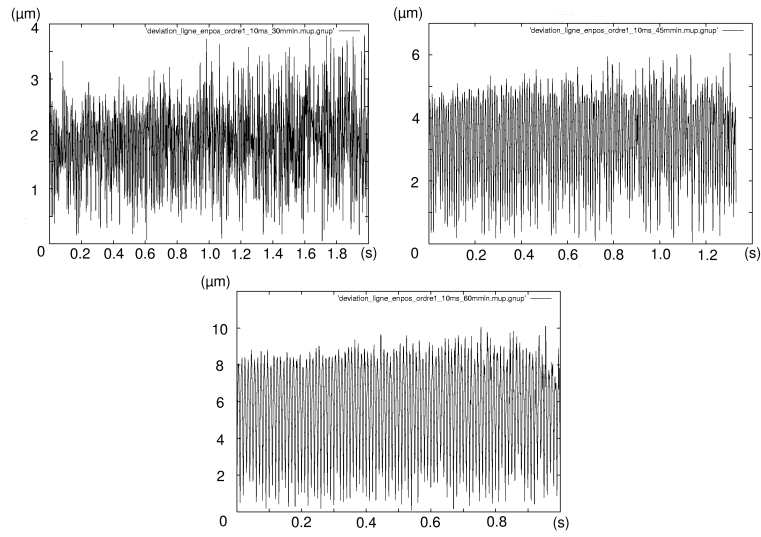 (μm)
'deviation_ligne_enpos_ordre1_10ms_30mmin.mup.gnup'
4
3
2
1
0
0.2 0.4 0.6 0.8 1.0 1.2 1.4 1.6 1.8 (s)
(μm)
'deviation_ligne_enpos_ordre1_10ms_45mmin.mup.gnup'
6
4
2
0
0.2 0.4 0.6 0.8 1.0 1.2 (s)
(μm)
'deviation_ligne_enpos_ordre1_10ms_60mmin.mup.gnup'
10
8
6
4
2
0
0.2 0.4 0.6 0.8 (s)